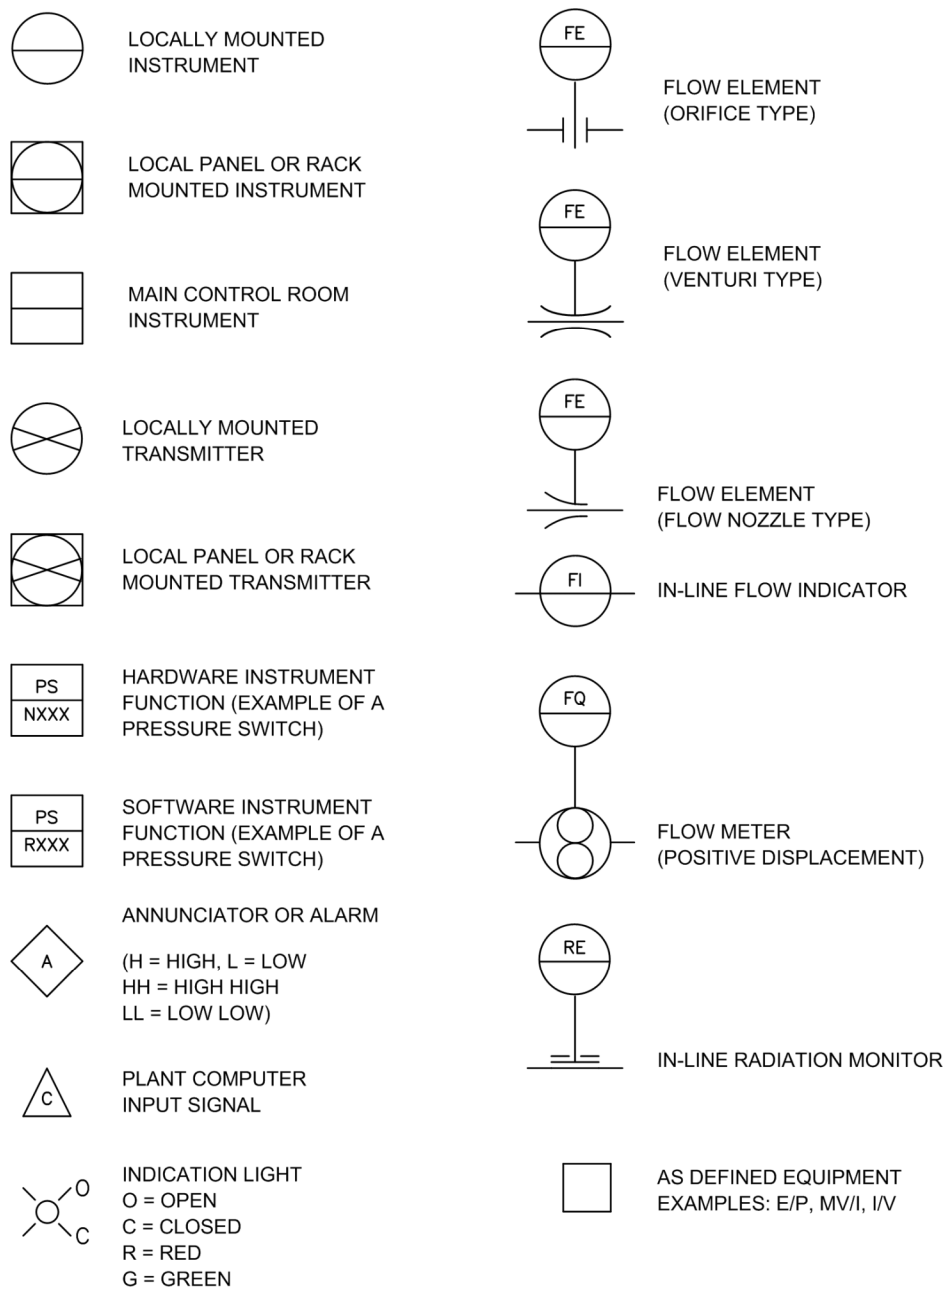 LOCALLY MOUNTED
INSTRUMENT
LOCAL PANEL OR RACK
MOUNTED INSTRUMENT
MAIN CONTROL ROOM
INSTRUMENT
LOCALLY MOUNTED
TRANSMITTER
LOCAL PANEL OR RACK
MOUNTED TRANSMITTER
PS
NXXX
HARDWARE INSTRUMENT
FUNCTION (EXAMPLE OF A
PRESSURE SWITCH)
PS
RXXX
SOFTWARE INSTRUMENT
FUNCTION (EXAMPLE OF A
PRESSURE SWITCH)
A
ANNUNCIATOR OR ALARM
(H = HIGH, L = LOW
HH = HIGH HIGH
LL = LOW LOW)
C
PLANT COMPUTER
INPUT SIGNAL
O
C
INDICATION LIGHT
O = OPEN
C = CLOSED
R = RED
G = GREEN
FE
FLOW ELEMENT
(ORIFICE TYPE)
FE
FLOW ELEMENT
(VENTURI TYPE)
FE
FLOW ELEMENT
(FLOW NOZZLE TYPE)
FI
IN-LINE FLOW INDICATOR
FQ
FLOW METER
(POSITIVE DISPLACEMENT)
RE
IN-LINE RADIATION MONITOR
AS DEFINED EQUIPMENT
EXAMPLES: E/P, MV/I, I/V